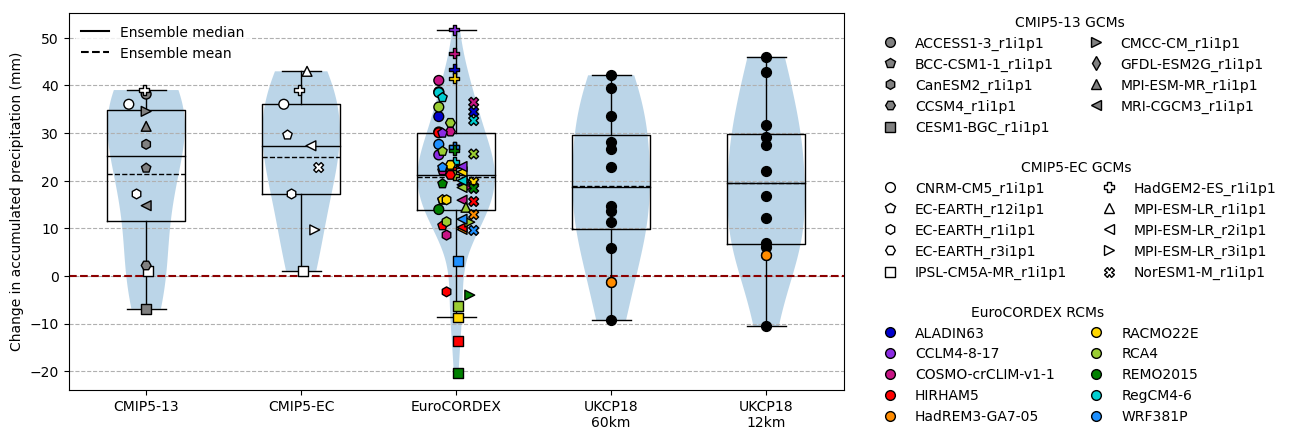 Change in accumulated precipitation (mm)
50
40
30
20
10
0
−10
−20
Ensemble median
Ensemble mean
CMIP5-13
CMIP5-EC
EuroCORDEX
UKCP18
60km
UKCP18
12km
CMIP5-13 GCMs
ACCESS1-3_r1i1p1
BCC-CSM1-1_r1i1p1
CanESM2_r1i1p1
CCSM4_r1i1p1
CESM1-BGC_r1i1p1
CMCC-CM_r1i1p1
GFDL-ESM2G_r1i1p1
MPI-ESM-MR_r1i1p1
MRI-CGCM3_r1i1p1
CMIP5-EC GCMs
CNRM-CM5_r1i1p1
EC-EARTH_r12i1p1
EC-EARTH_r1i1p1
EC-EARTH_r3i1p1
IPSL-CM5A-MR_r1i1p1
HadGEM2-ES_r1i1p1
MPI-ESM-LR_r1i1p1
MPI-ESM-LR_r2i1p1
MPI-ESM-LR_r3i1p1
NorESM1-M_r1i1p1
EuroCORDEX RCMs
ALADIN63
CCLM4-8-17
COSMO-crCLIM-v1-1
HIRHAM5
HadREM3-GA7-05
RACMO22E
RCA4
REMO2015
RegCM4-6
WRF381P